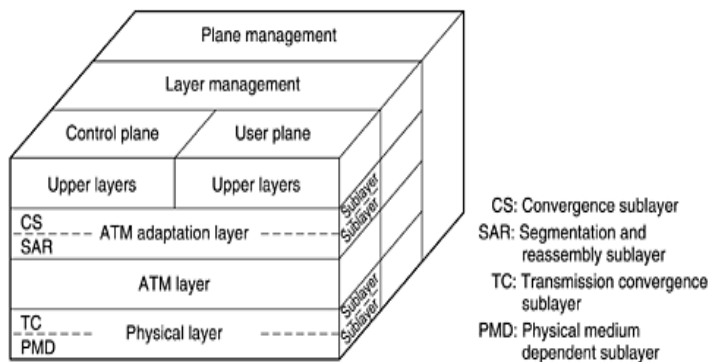 Plane management
Layer management
Control plane User plane
Upper layers Upper layers
Sublayer
Sublayer
CS
ATM adaptation layer
SAR
ATM layer
Sublayer
Sublayer
TC
Physical layer
PMD
CS: Convergence sublayer
SAR: Segmentation and
reassembly sublayer
TC: Transmission convergence
sublayer
PMD: Physical medium
dependent sublayer